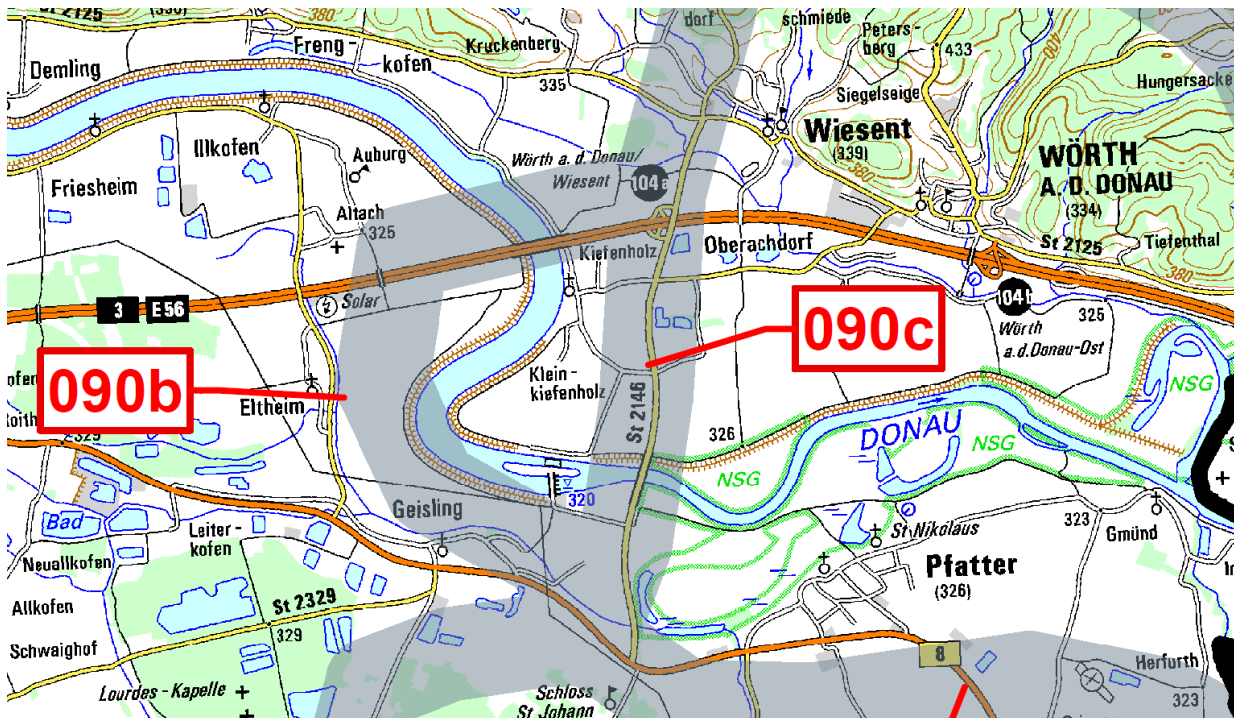 St 2125
380
dorf
schmiede
Peters-
berg
433
400
Freng-
kofen
Kruckenberg
Demling
335
Hungersacke
Siegelseige
Wiesent
(339)
380
WÖRTH
A. D. DONAU
(334)
Illkofen
Auburg
Wörth a. d. Donau/
Wiesent
104a
Friesheim
Altach
325
Kiefenholz
Oberachdorf
St 2125
Tiefenthal
380
3
E 56
Solar
104b
Wörth
a.d.Donau-Ost
325
090c
090b
Klein-
kiefenholz
NSG
Eltheim
St 2146
326
DONAU
NSG
NSG
2329
Geisling
320
Bad
Leiter-
kofen
St Nikolaus
323
Gmünd
Neuallkofen
Pfatter
(326)
Allkofen
St 2329
329
Schwaighof
8
Herfurth
323
Lourdes - Kapelle
Schloss
St Johann